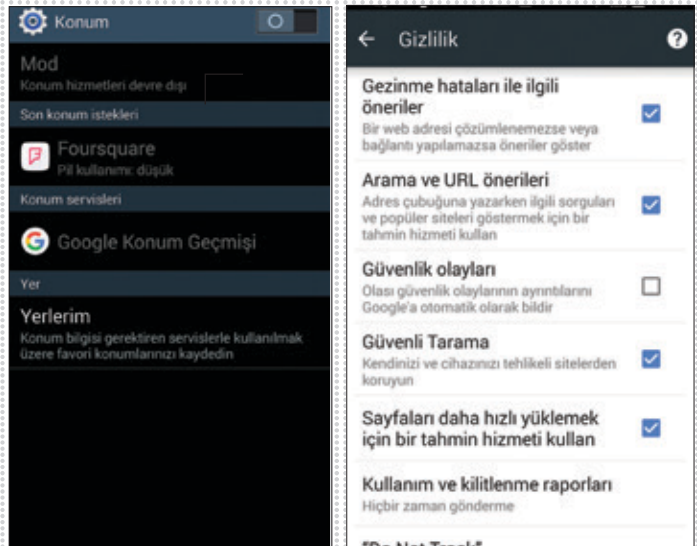 Konum
Mod
Konum hizmetleri devre dışı
Son konum istekleri
Foursquare
Pil kullanımı: düşük
Konum servisleri
Google Konum Geçmişi
Yer
Yerlerim
Konum bilgisi gerektiren servislerle kullanılmak
üzere favori konumlarınızı kaydedin
Gizlilik
?
Gezinme hataları ile ilgili
öneriler
Bir web adresi çözümlenemezse veya
bağlantı yapılamazsa öneriler göster
Arama ve URL önerileri
Adres çubuğuna yazarken ilgili sorguları
ve popüler siteleri göstermek için bir
tahmin hizmeti kullan
Güvenlik olayları
Olası güvenlik olaylarının ayrıntılarını
Google'a otomatik olarak bildir
Güvenli Tarama
Kendinizi ve cihazınızı tehlikeli sitelerden
koruyun
Sayfaları daha hızlı yüklemek
için bir tahmin hizmeti kullan
Kullanım ve kilitlenme raporları
Hiçbir zaman gönderme
"Do Not Track"